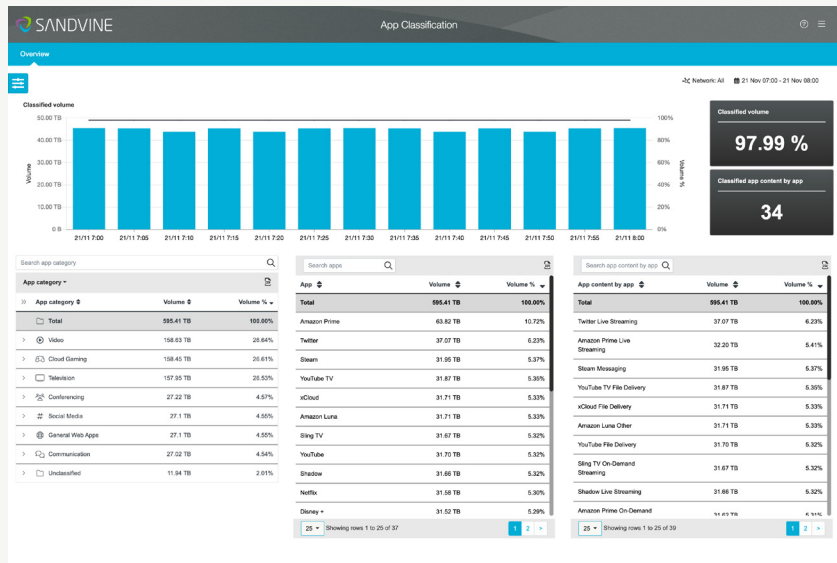 SANDVINE
App Classification
Overview
Network: All 21 Nov 07:00 - 21 Nov 08:00
Classified volume
50.00 TB
40.00 TB
30.00 TB
20.00 TB
10.00 TB
0 B
Volume
100%
80%
60%
40%
20%
0%
Volume %
21/11 7:00 21/11 7:05 21/11 7:10 21/11 7:15 21/11 7:20 21/11 7:25 21/11 7:30 21/11 7:35 21/11 7:40 21/11 7:45 21/11 7:50 21/11 7:55 21/11 8:00
Classified volume
97.99 %
Classified app content by app
34
Search app category
App category
App category Volume Volume %
Total 595.41 TB 100.00%
Video 158.63 TB 26.64%
Cloud Gaming 158.45 TB 26.61%
Television 157.95 TB 26.53%
Conferencing 27.22 TB 4.57%
# Social Media 27.1 TB 4.55%
General Web Apps 27.1 TB 4.55%
Communication 27.02 TB 4.54%
Unclassified 11.94 TB 2.01%
Search apps
App Volume Volume %
Total 595.41 TB 100.00%
Amazon Prime 63.82 TB 10.72%
Twitter 37.07 TB 6.23%
Steam 31.95 TB 5.37%
YouTube TV 31.87 TB 5.35%
xCloud 31.71 TB 5.33%
Amazon Luna 31.71 TB 5.33%
Sling TV 31.67 TB 5.32%
YouTube 31.70 TB 5.32%
Shadow 31.66 TB 5.32%
Netflix 31.58 TB 5.30%
Disney + 31.52 TB 5.29%
25 Showing rows 1 to 25 of 37 1 2 >
Search app content by app
App content by app Volume Volume %
Total 595.41 TB 100.00%
Twitter Live Streaming 37.07 TB 6.23%
Amazon Prime Live
Streaming 32.20 TB 5.41%
Steam Messaging 31.95 TB 5.37%
YouTube TV File Delivery 31.87 TB 5.35%
xCloud File Delivery 31.71 TB 5.33%
Amazon Luna Other 31.71 TB 5.33%
YouTube File Delivery 31.70 TB 5.32%
Sling TV On-Demand
Streaming 31.67 TB 5.32%
Shadow Live Streaming 31.66 TB 5.32%
Amazon Prime On-Demand 31.62 TB 5.31%
25 Showing rows 1 to 25 of 39 1 2 >